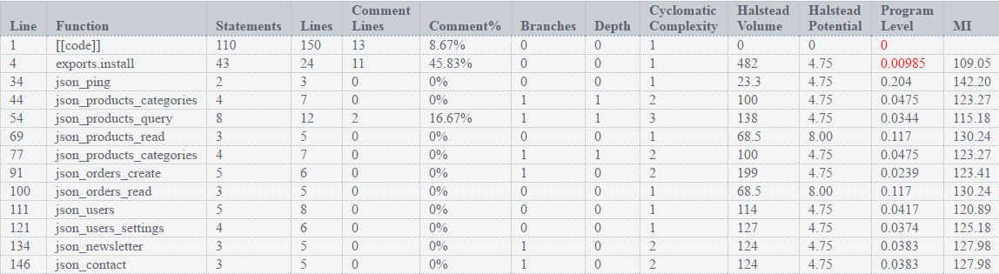 Line Function Statements Lines Comment Lines Comment% Branches Depth Cyclomatic Complexity Halstead Volume Halstead Potential Program Level MI
1 [[code]] 110 150 13 8.67% 0 0 1 0 0 0
4 exports.install 43 24 11 45.83% 0 0 1 482 4.75 0.00985 109.05
34 json_ping 2 3 0 0% 0 0 1 23.3 4.75 0.204 142.20
44 json_products_categories 4 7 0 0% 1 1 2 100 4.75 0.0475 123.27
54 json_products_query 8 12 2 16.67% 1 1 3 138 4.75 0.0344 115.18
69 json_products_read 3 5 0 0% 0 0 1 68.5 8.00 0.117 130.24
77 json_products_categories 4 7 0 0% 1 1 2 100 4.75 0.0475 123.27
91 json_orders_create 5 6 0 0% 1 0 2 199 4.75 0.0239 123.41
100 json_orders_read 3 5 0 0% 0 0 1 68.5 8.00 0.117 130.24
111 json_users 5 8 0 0% 0 0 1 114 4.75 0.0417 120.89
121 json_users_settings 4 6 0 0% 0 0 1 127 4.75 0.0374 125.18
134 json_newsletter 3 5 0 0% 1 0 2 124 4.75 0.0383 127.98
146 json_contact 3 5 0 0% 1 0 2 124 4.75 0.0383 127.98